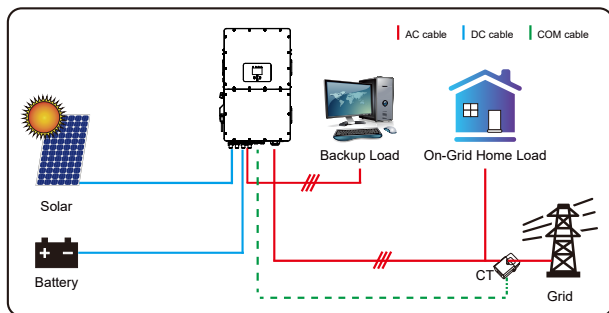 AC cable
DC cable
COM cable
Backup Load
On-Grid Home Load
Solar
Battery
CT
Grid